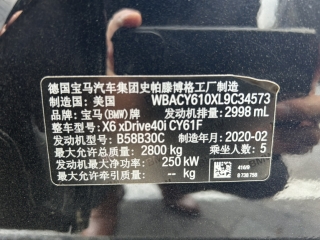 德国宝马汽车集团史帕滕博格工厂制造
制造国: 美国 WBACY610XL9C34573
品牌: 宝马(BMW)牌 发动机排量: 2998 mL
整车型号: X6 xDrive40i CY61F
发动机型号: B58B30C 制造年月: 2020-02
最大允许总质量: 2800 kg 乘坐人数: 5
发动机最大净功率: 250 kW
最大允许牵引质量: -- kg